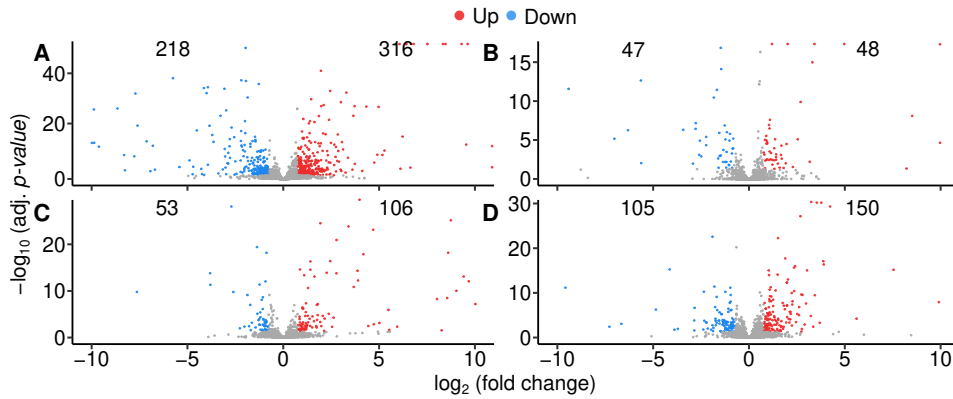 Up Down
A 218 316
B 47 48
40
20
0
15
10
5
0
C 53 106
D 105 150
20
10
0
30
20
10
0
−10 −5 0 5 10
−10 −5 0 5 10
−log10 (adj. p-value)
log2 (fold change)